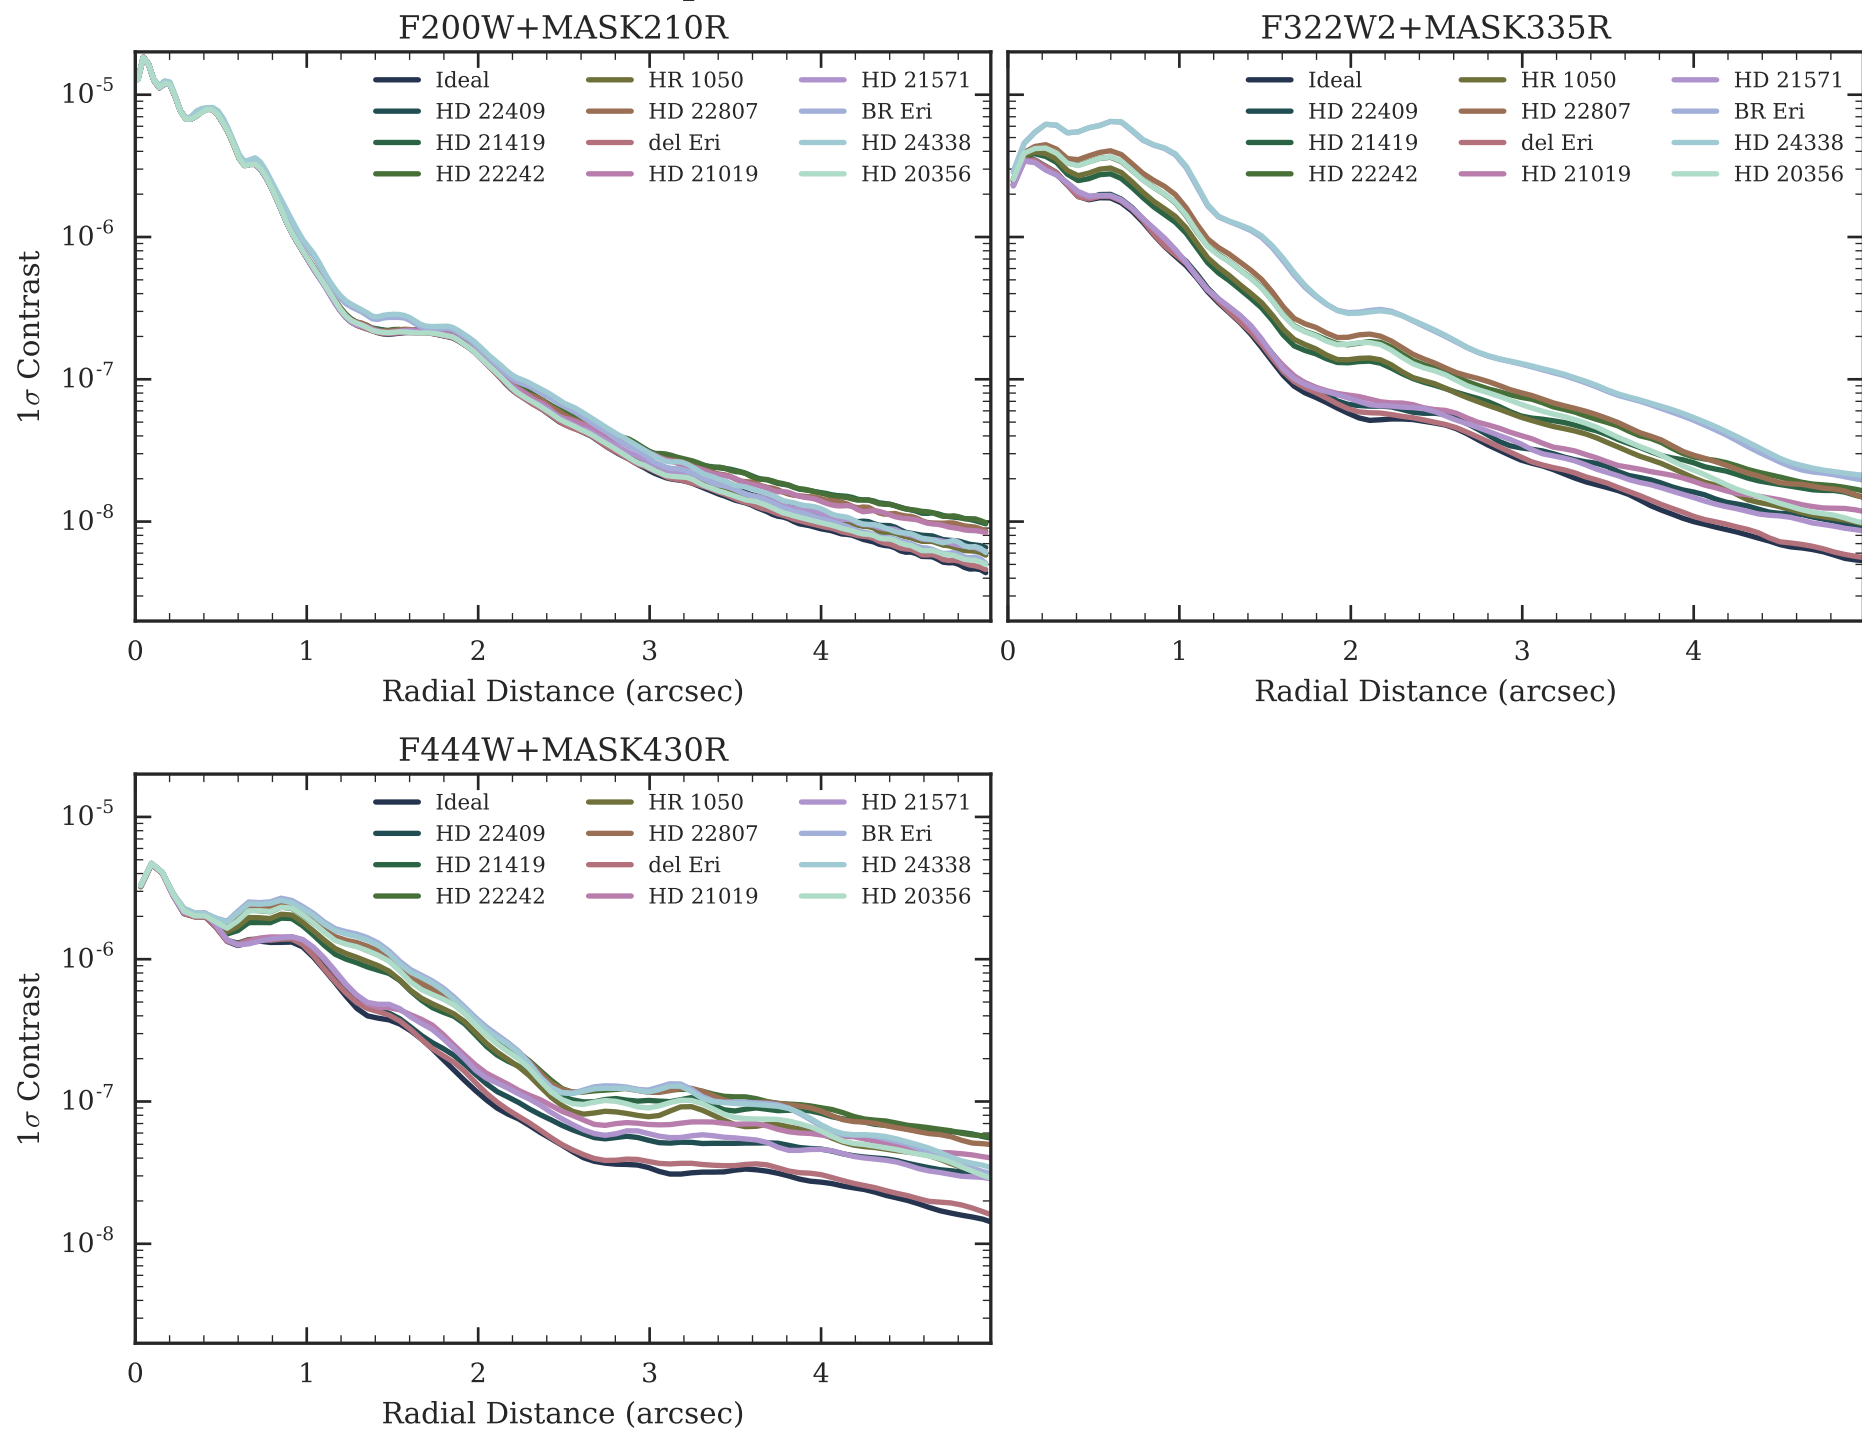 F200W+MASK210R
F322W2+MASK335R
1σ Contrast
10-5
10-6
10-7
10-8
Ideal
HD 22409
HD 21419
HD 22242
HR 1050
HD 22807
del Eri
HD 21019
HD 21571
BR Eri
HD 24338
HD 20356
0 1 2 3 4
Radial Distance (arcsec)
Ideal
HD 22409
HD 21419
HD 22242
HR 1050
HD 22807
del Eri
HD 21019
HD 21571
BR Eri
HD 24338
HD 20356
0 1 2 3 4
Radial Distance (arcsec)
F444W+MASK430R
1σ Contrast
10-5
10-6
10-7
10-8
Ideal
HD 22409
HD 21419
HD 22242
HR 1050
HD 22807
del Eri
HD 21019
HD 21571
BR Eri
HD 24338
HD 20356
0 1 2 3 4
Radial Distance (arcsec)